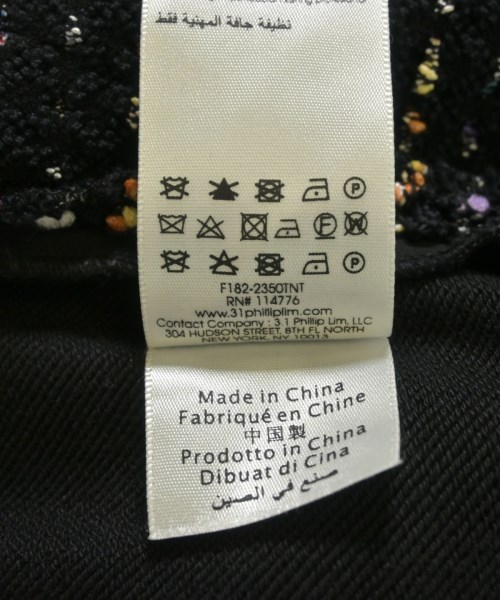 نظيفة جافة المهنية فقط
F182-2350TNT
RN# 114776
www.31philliplim.com
Contact Company : 3.1 Phillip Lim, LLC
304 HUDSON STREET, 8TH FL NORTH
NEW YORK, NY 10013
Made in China
Fabriqué en Chine
中国製
Prodotto in China
Dibuat di Cina
صنع في الصين